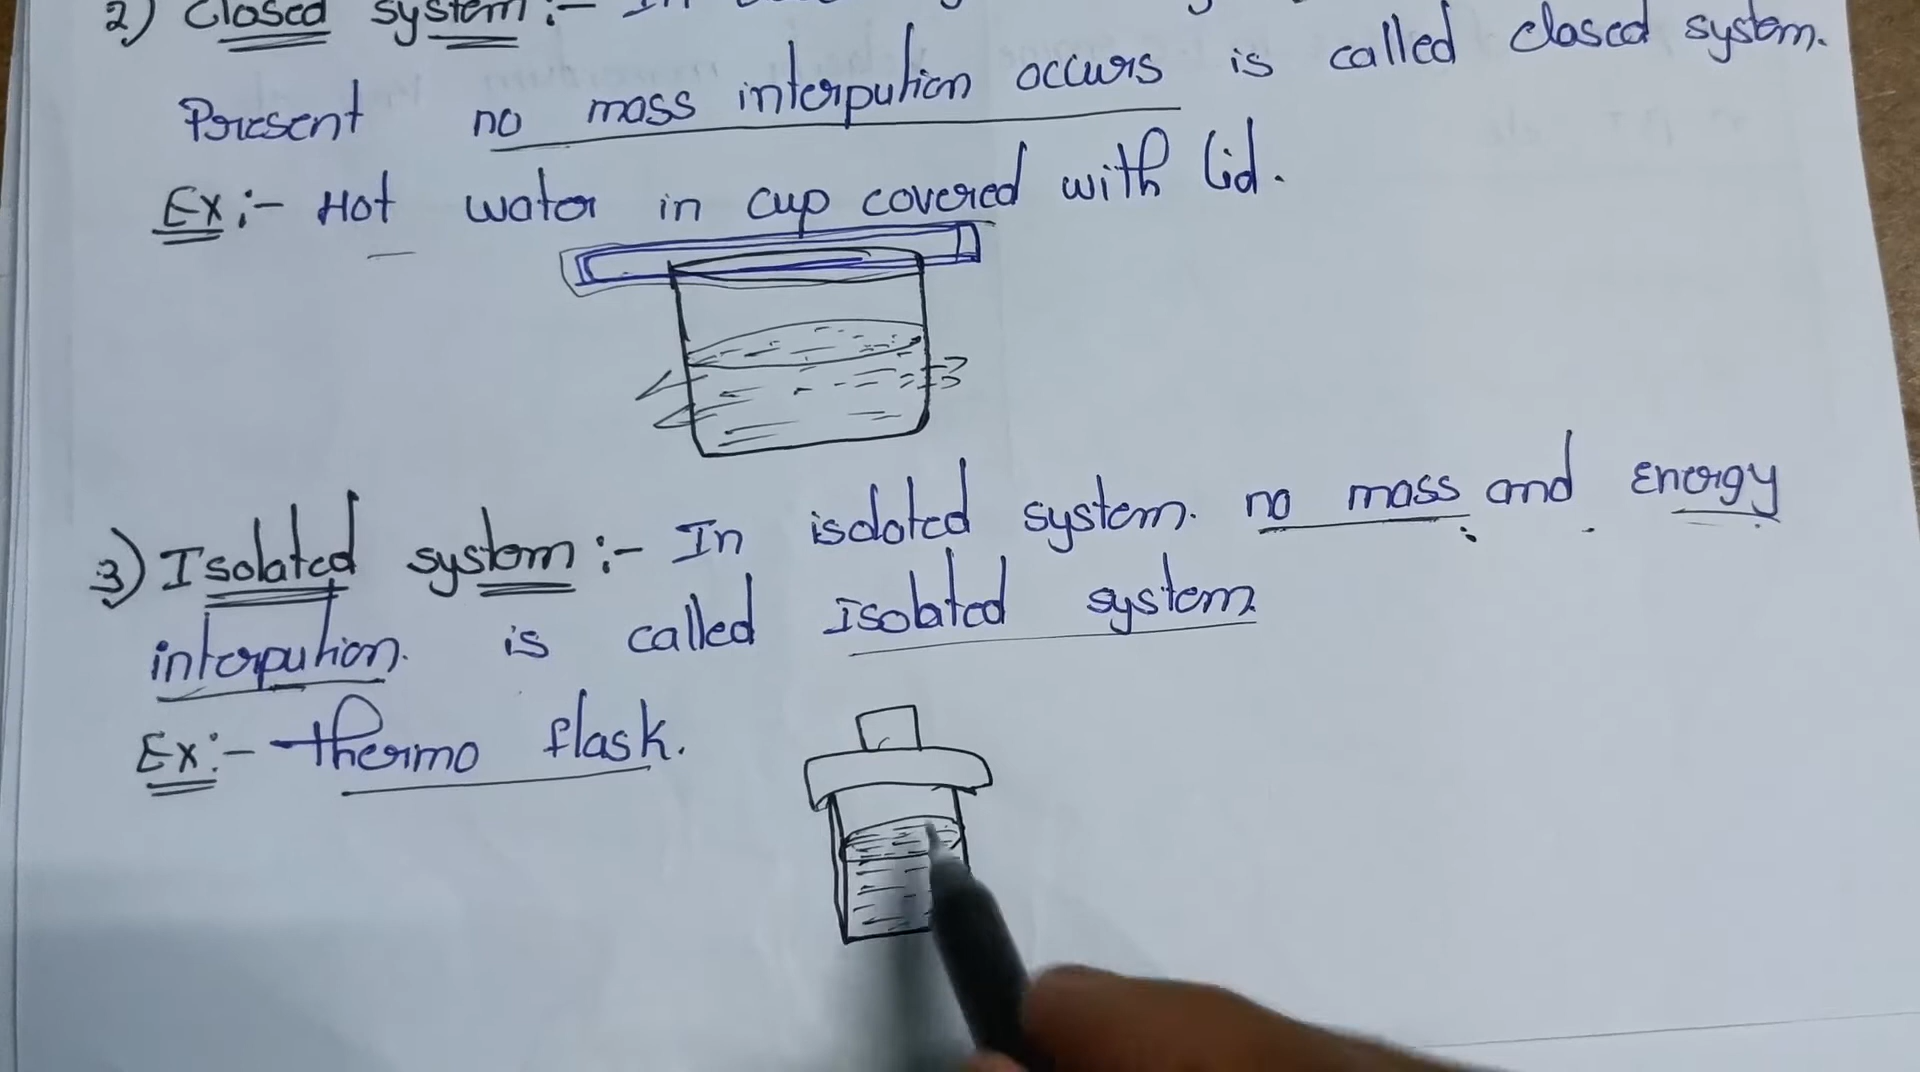 2) Closed system :- In
Present no mass interpution occurs is called closed system.
Ex :- Hot water in cup covered with lid.
3) Isolated system :- In isolated system. no mass and energy
interpution. is called Isolated system
Ex :- thermo flask.